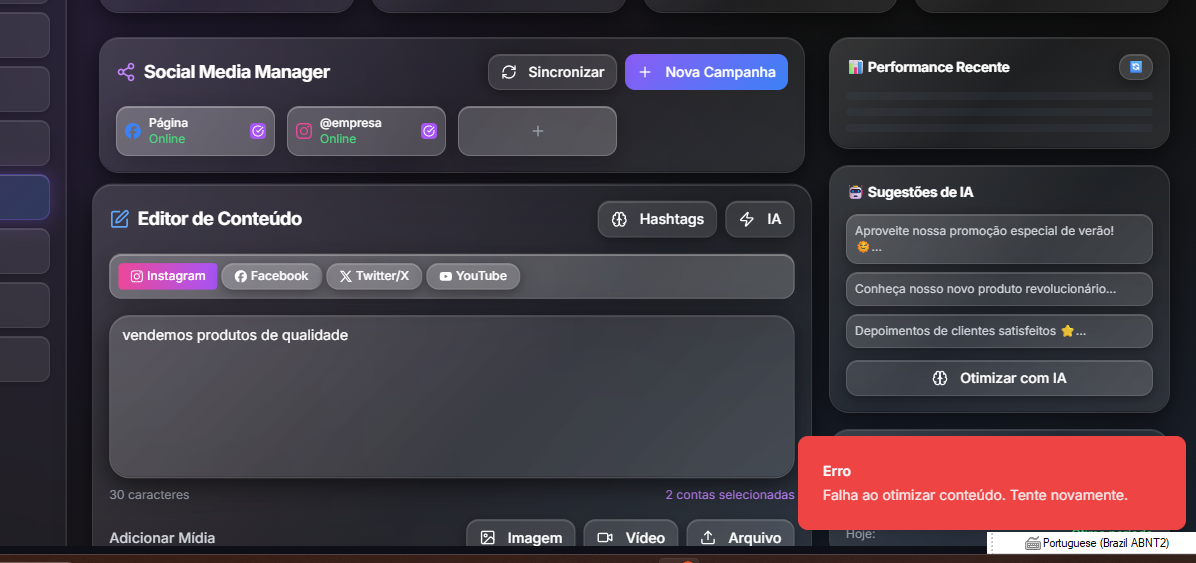 Social Media Manager
Sincronizar
Nova Campanha
Página
Online
@empresa
Online
Editor de Conteúdo
Hashtags
IA
Instagram
Facebook
Twitter/X
YouTube
vendemos produtos de qualidade
30 caracteres
2 contas selecionadas
Adicionar Mídia
Imagem
Vídeo
Arquivo
Performance Recente
Sugestões de IA
Aproveite nossa promoção especial de verão!
😊...
Conheça nosso novo produto revolucionário...
Depoimentos de clientes satisfeitos ⭐...
Otimizar com IA
Erro
Falha ao otimizar conteúdo. Tente novamente.
Hoje:
Portuguese (Brazil ABNT2)